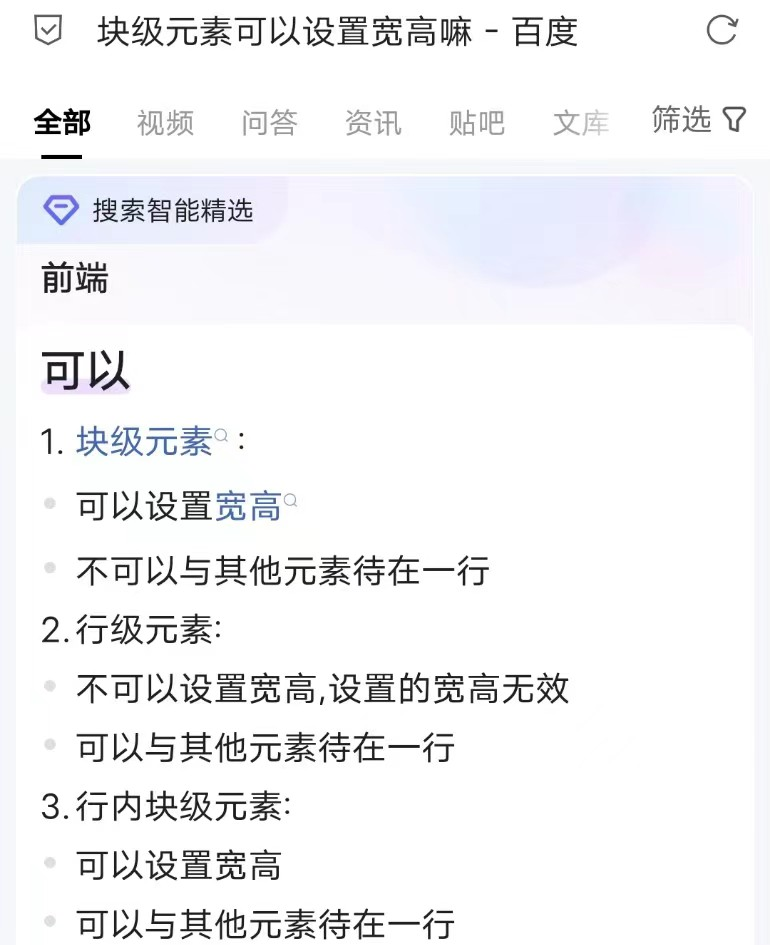 块级元素可以设置宽高嘛 - 百度
全部 视频 问答 资讯 贴吧 文库 筛选
搜索智能精选
前端
可以
1. 块级元素：
可以设置宽高
不可以与其他元素待在一行
2.行级元素:
不可以设置宽高,设置的宽高无效
可以与其他元素待在一行
3.行内块级元素:
可以设置宽高
可以与其他元素待在一行